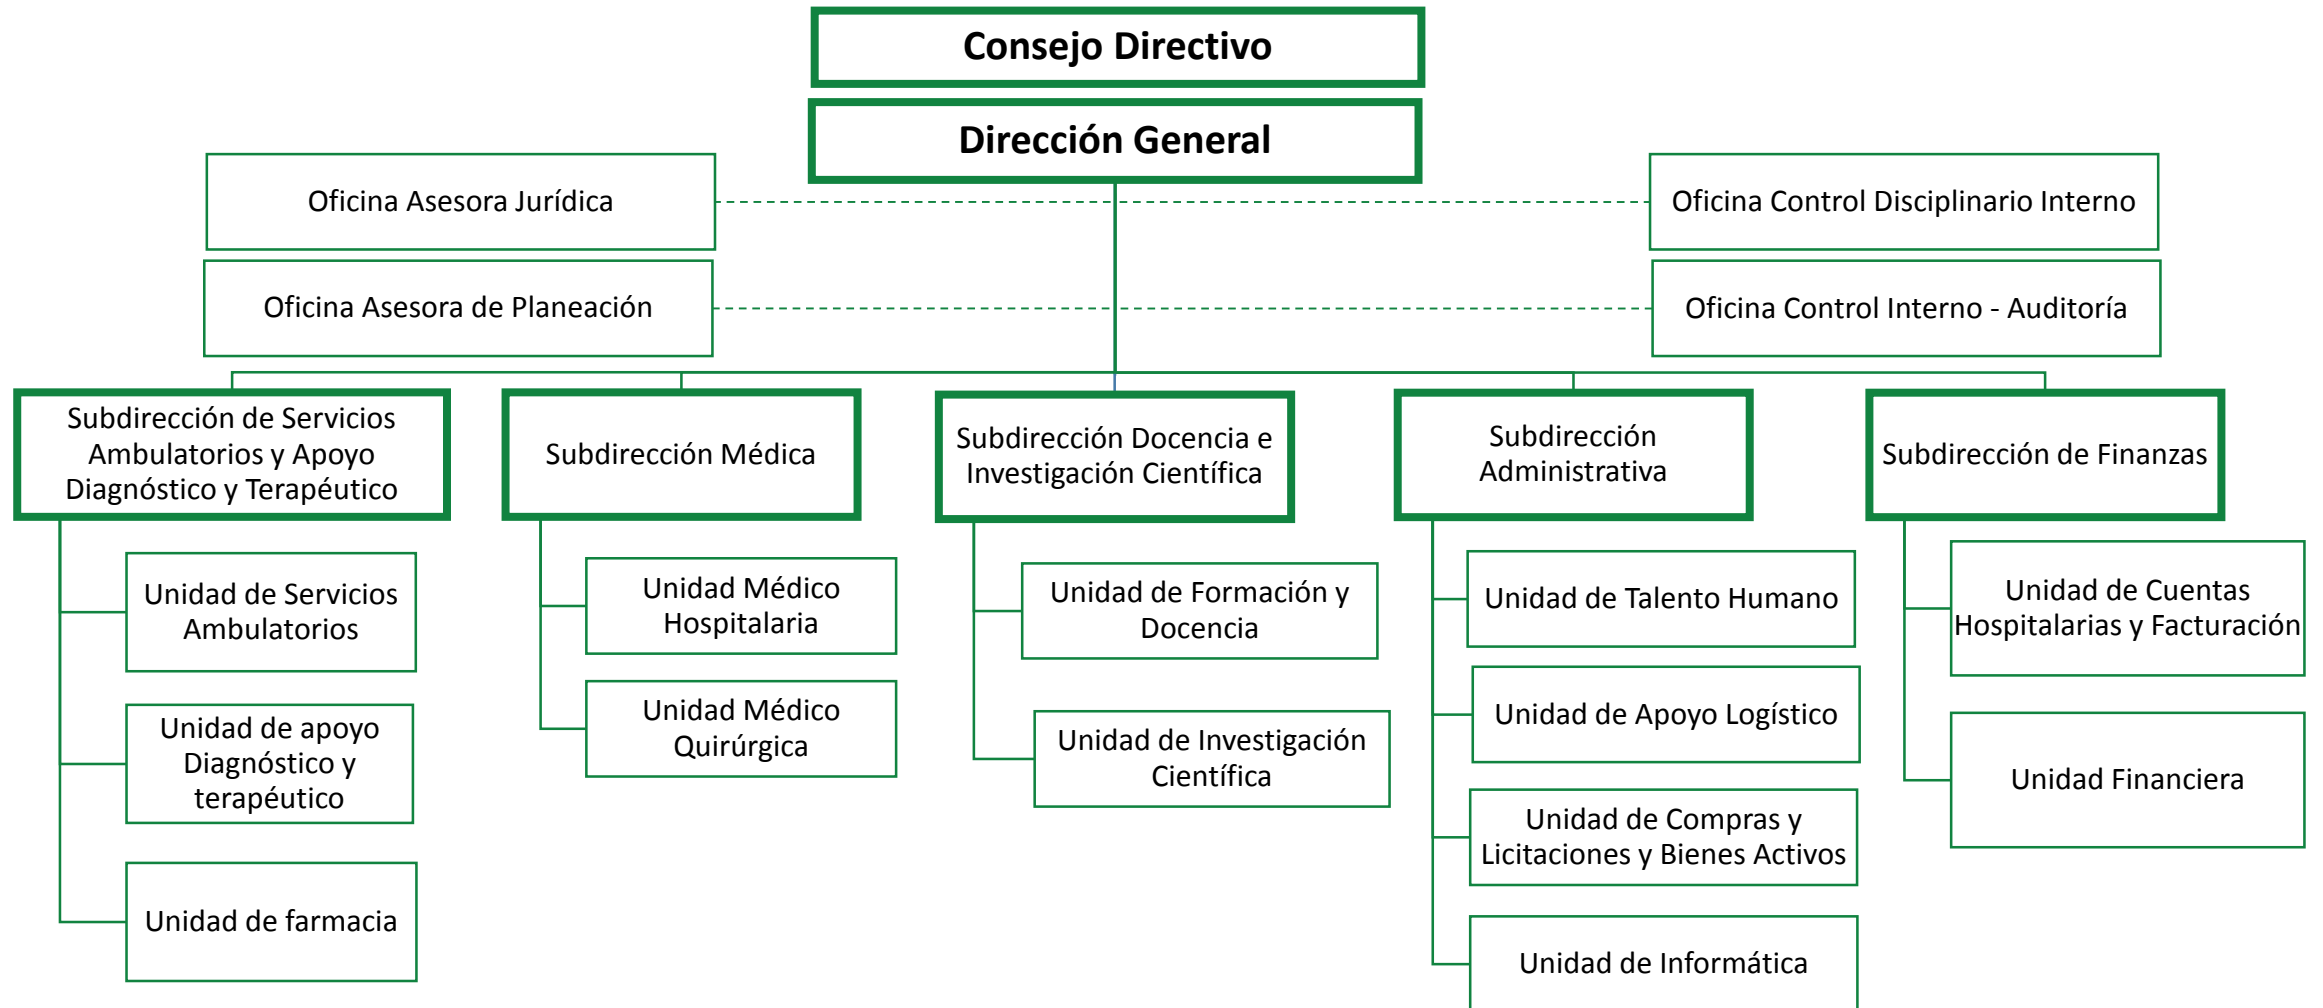 Consejo Directivo
Dirección General
Oficina Asesora Jurídica
Oficina Control Disciplinario Interno
Oficina Asesora de Planeación
Oficina Control Interno - Auditoría
Subdirección de Servicios
Ambulatorios y Apoyo
Diagnóstico y Terapéutico
Unidad de Servicios
Ambulatorios
Unidad de apoyo
Diagnóstico y
terapéutico
Unidad de farmacia
Subdirección Médica
Unidad Médico
Hospitalaria
Unidad Médico
Quirúrgica
Subdirección Docencia e
Investigación Científica
Unidad de Formación y
Docencia
Unidad de Investigación
Científica
Subdirección
Administrativa
Unidad de Talento Humano
Unidad de Apoyo Logístico
Unidad de Compras y
Licitaciones y Bienes Activos
Unidad de Informática
Subdirección de Finanzas
Unidad de Cuentas
Hospitalarias y Facturación
Unidad Financiera